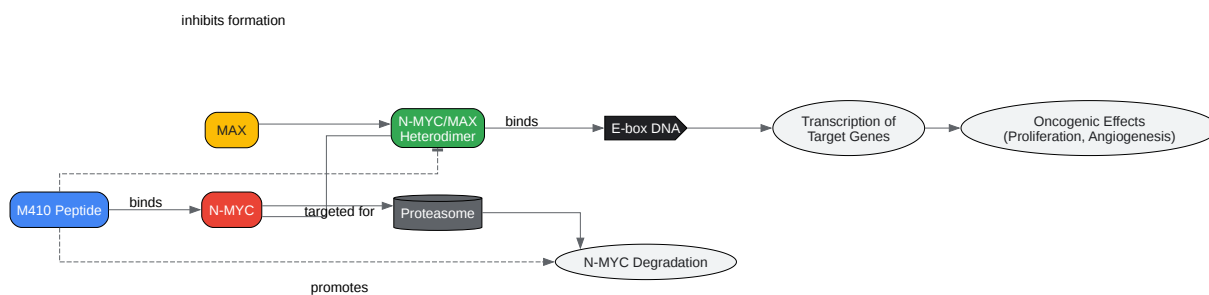 inhibits formation
MAX
N-MYC/MAX
Heterodimer
binds
E-box DNA
Transcription of
Target Genes
Oncogenic Effects
(Proliferation, Angiogenesis)
M410 Peptide
binds
N-MYC
targeted for
Proteasome
N-MYC Degradation
promotes